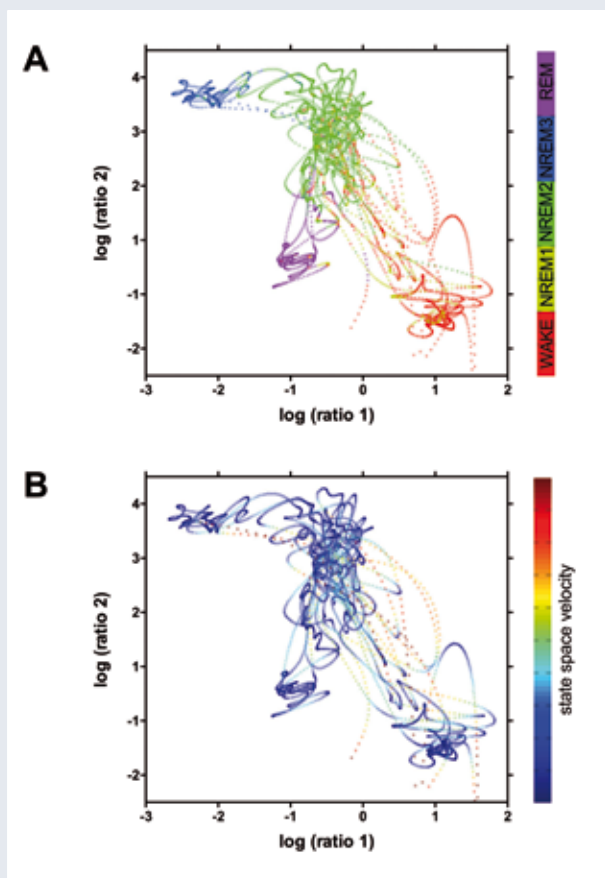 A
4
3
2
1
-1
-2
log (ratio 2)
-3
-2
-1
0
1
2
log (ratio 1)
REM
NREM3
NREM2
NREM1
WAKE
B
4
3
2
1
-1
-2
log (ratio 2)
-3
-2
-1
0
1
2
log (ratio 1)
state space velocity